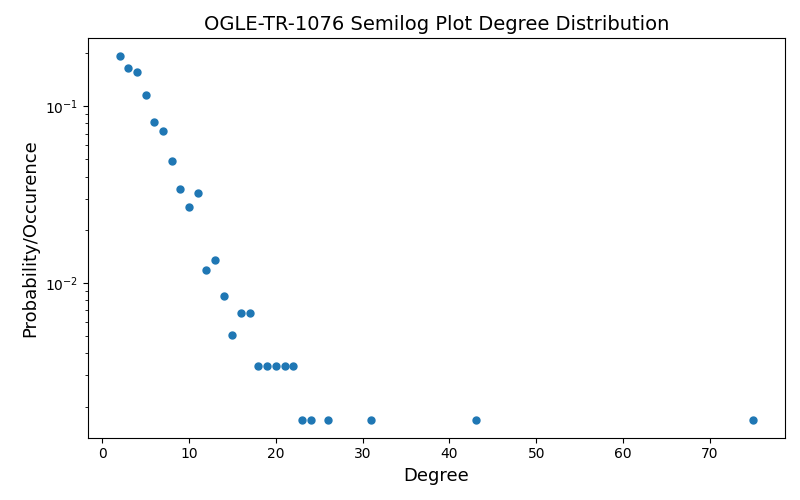 OGLE-TR-1076 Semilog Plot Degree Distribution
Probability/Occurence
10⁻¹
10⁻²
0 10 20 30 40 50 60 70
Degree